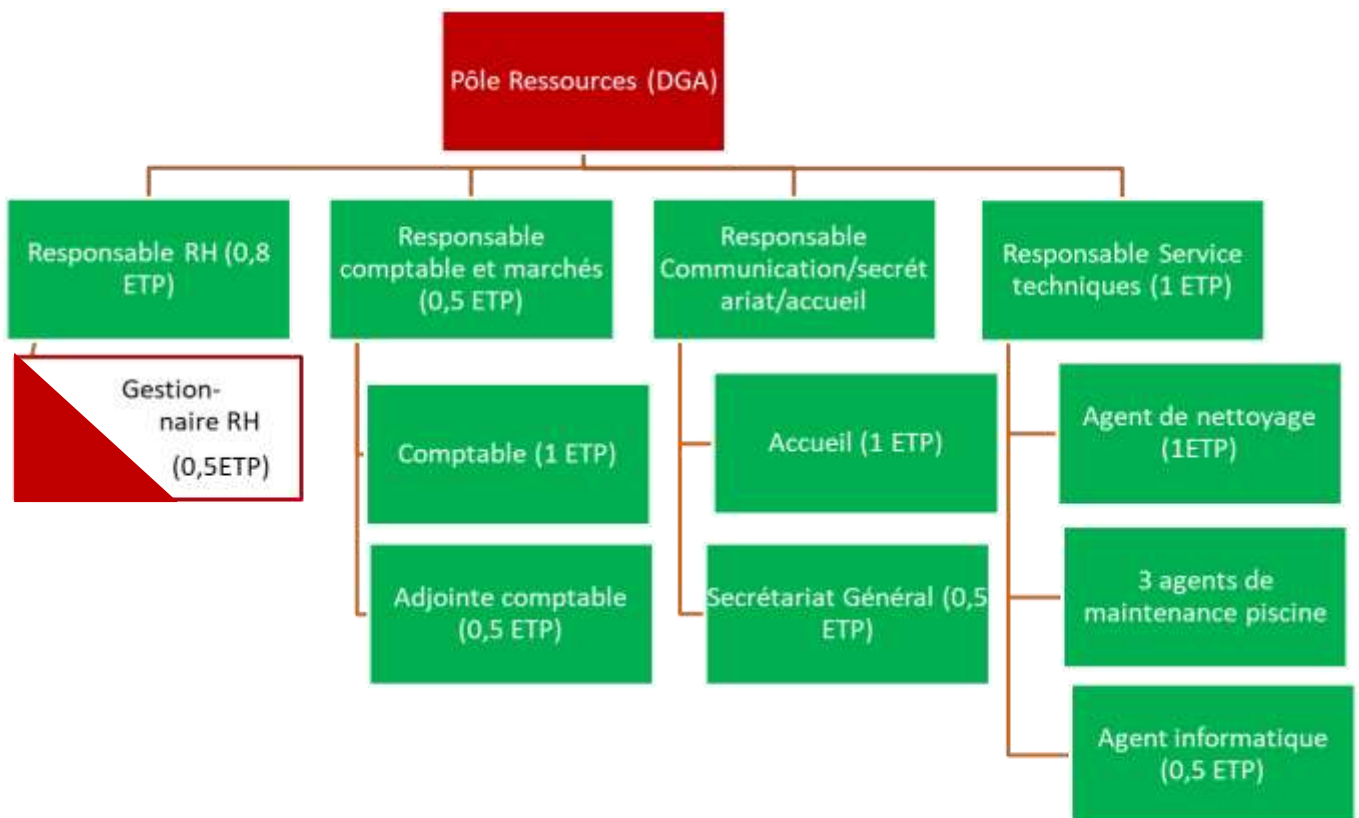 Pôle Ressources (DGA)
Responsable RH (0,8
ETP)
Gestion-
naire RH
(0,5ETP)
Responsable
comptable et marchés
(0,5 ETP)
Comptable (1 ETP)
Adjointe comptable
(0,5 ETP)
Responsable
Communication/secrét
ariat/accueil
Accueil (1 ETP)
Secrétariat Général (0,5
ETP)
Responsable Service
techniques (1 ETP)
Agent de nettoyage
(1ETP)
3 agents de
maintenance piscine
Agent informatique
(0,5 ETP)